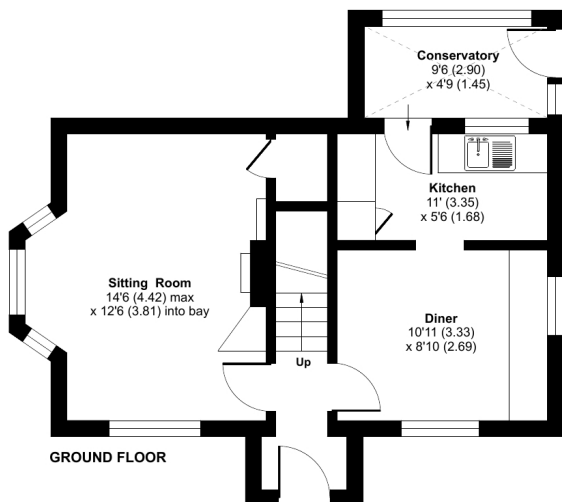 Conservatory
9'6 (2.90)
x 4'9 (1.45)
Kitchen
11' (3.35)
x 5'6 (1.68)
Sitting Room
14'6 (4.42) max
x 12'6 (3.81) into bay
Diner
10'11 (3.33)
x 8'10 (2.69)
Up
GROUND FLOOR